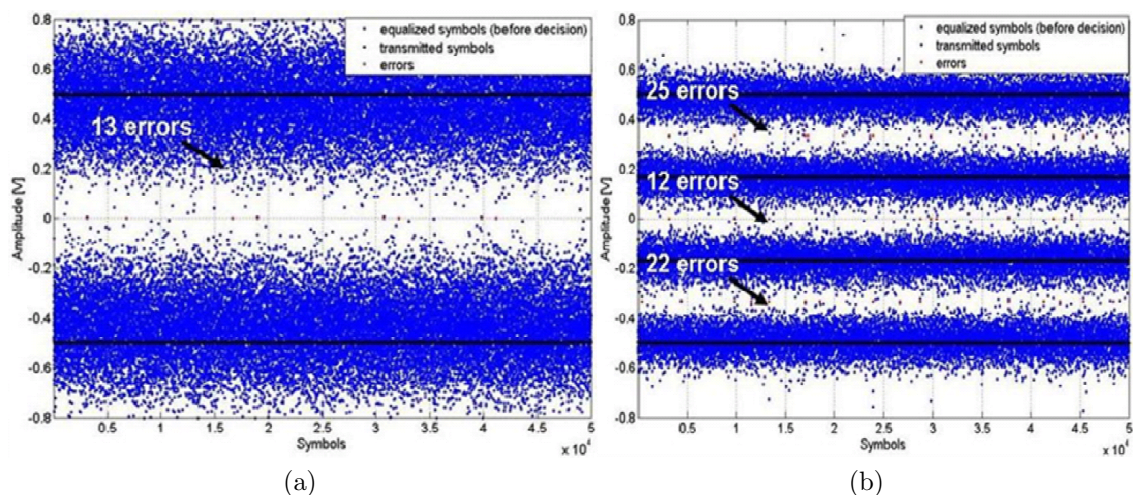 equalized symbols (before decision)
transmitted symbols
errors
13 errors
Amplitude [V]
0.8
0.6
0.4
0.2
0
-0.2
-0.4
-0.6
-0.8
0.5
1
1.5
2
2.5
3
3.5
4
4.5
5
Symbols
x 10^4
(a)
equalized symbols (before decision)
transmitted symbols
errors
25 errors
12 errors
22 errors
Amplitude [V]
0.8
0.6
0.4
0.2
0
-0.2
-0.4
-0.6
-0.8
0.5
1
1.5
2
2.5
3
3.5
4
4.5
5
Symbols
x 10^4
(b)